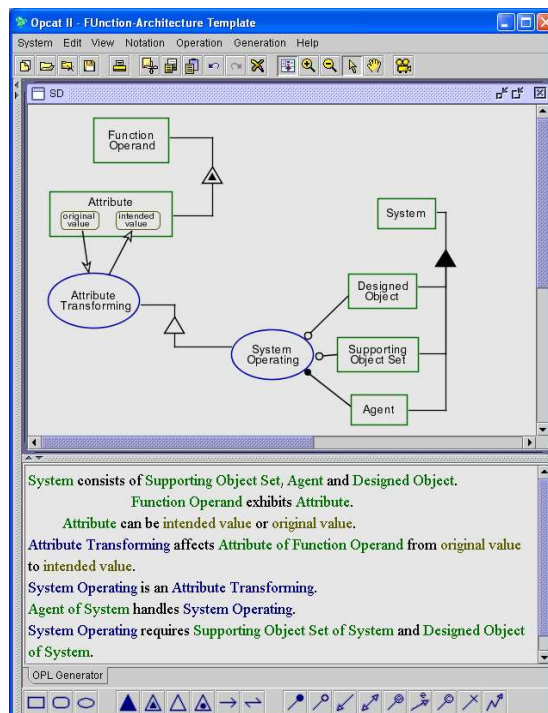 Opcat II - FUnction-Architecture Template
System Edit View Notation Operation Generation Help
SD
Function
Operand
Attribute
original
value
intended
value
System
Attribute
Transforming
Designed
Object
System
Operating
Supporting
Object Set
Agent
System consists of Supporting Object Set, Agent and Designed Object.
Function Operand exhibits Attribute.
Attribute can be intended value or original value.
Attribute Transforming affects Attribute of Function Operand from original value
to intended value.
System Operating is an Attribute Transforming.
Agent of System handles System Operating.
System Operating requires Supporting Object Set of System and Designed Object
of System.
OPL Generator